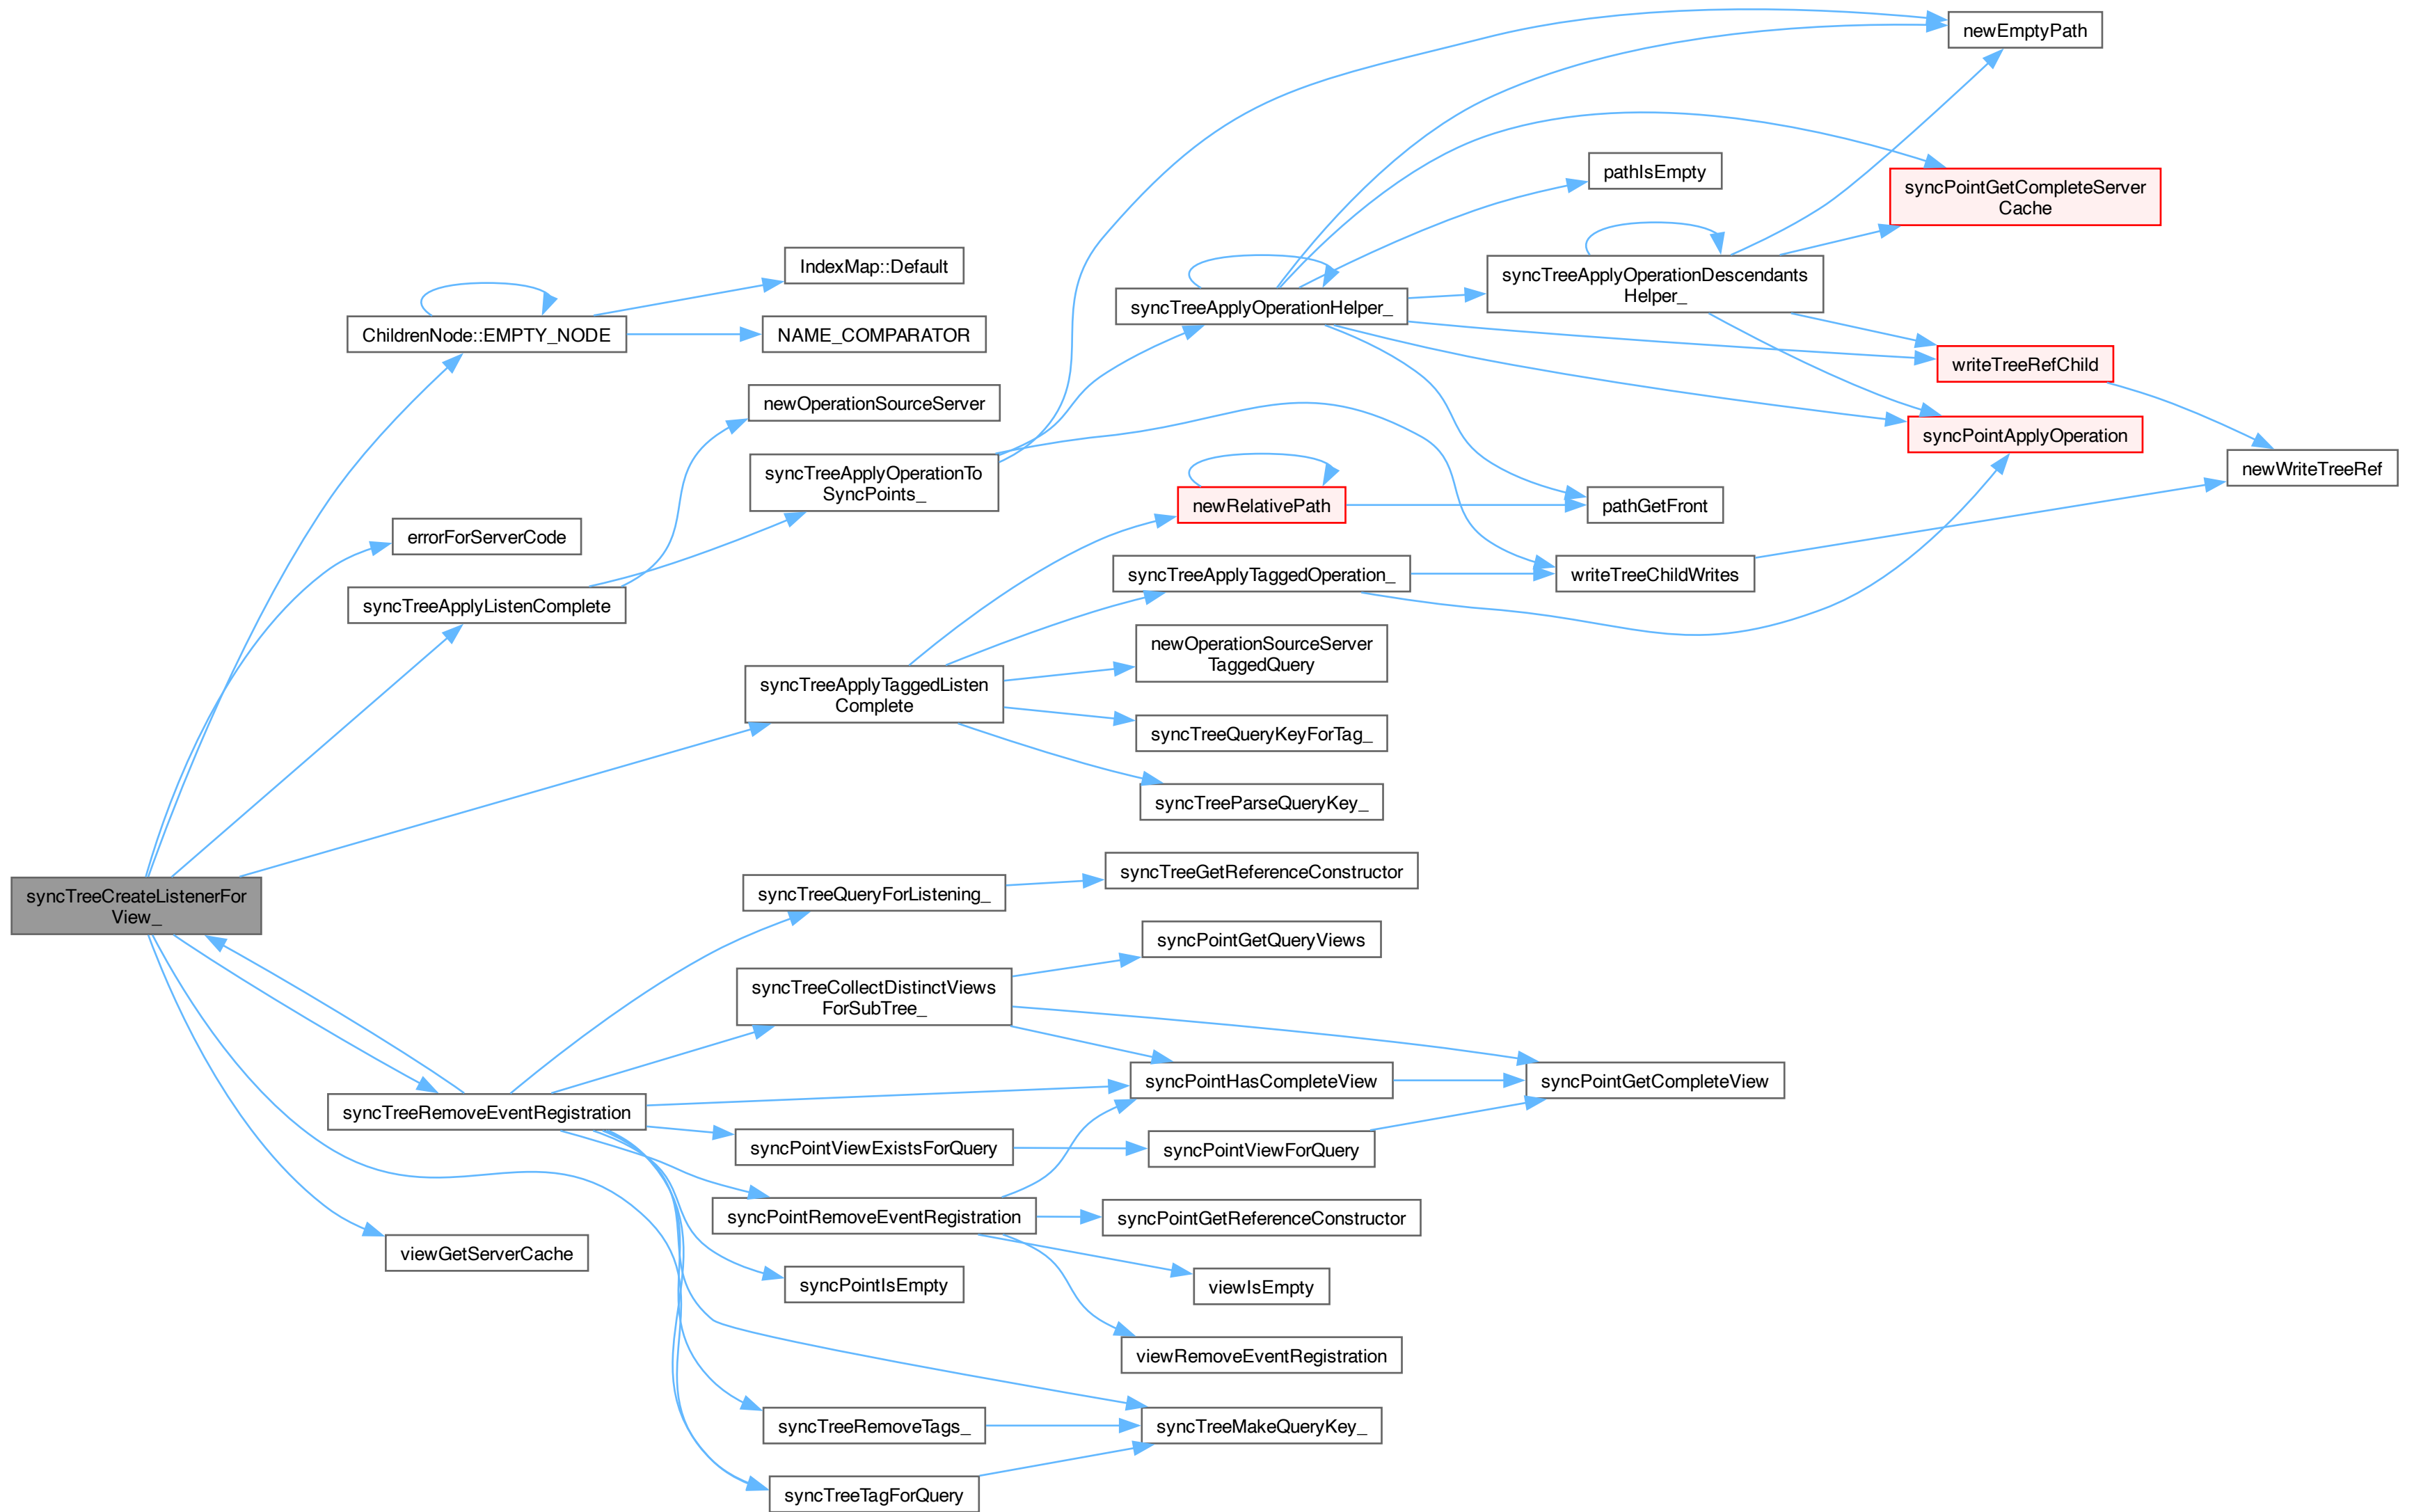 newEmptyPath
pathIsEmpty
syncPointGetCompleteServer
Cache
IndexMap::Default
syncTreeApplyOperationDescendants
Helper_
syncTreeApplyOperationHelper_
ChildrenNode::EMPTY_NODE
NAME_COMPARATOR
writeTreeRefChild
newOperationSourceServer
syncPointApplyOperation
syncTreeApplyOperationTo
SyncPoints_
newWriteTreeRef
newRelativePath
pathGetFront
errorForServerCode
syncTreeApplyTaggedOperation_
writeTreeChildWrites
syncTreeApplyListenComplete
newOperationSourceServer
TaggedQuery
syncTreeApplyTaggedListen
Complete
syncTreeQueryKeyForTag_
syncTreeParseQueryKey_
syncTreeGetReferenceConstructor
syncTreeQueryForListening_
syncTreeCreateListenerFor
View_
syncPointGetQueryViews
syncTreeCollectDistinctViews
ForSubTree_
syncPointHasCompleteView
syncPointGetCompleteView
syncTreeRemoveEventRegistration
syncPointViewExistsForQuery
syncPointViewForQuery
syncPointRemoveEventRegistration
syncPointGetReferenceConstructor
viewGetServerCache
syncPointIsEmpty
viewIsEmpty
viewRemoveEventRegistration
syncTreeRemoveTags_
syncTreeMakeQueryKey_
syncTreeTagForQuery